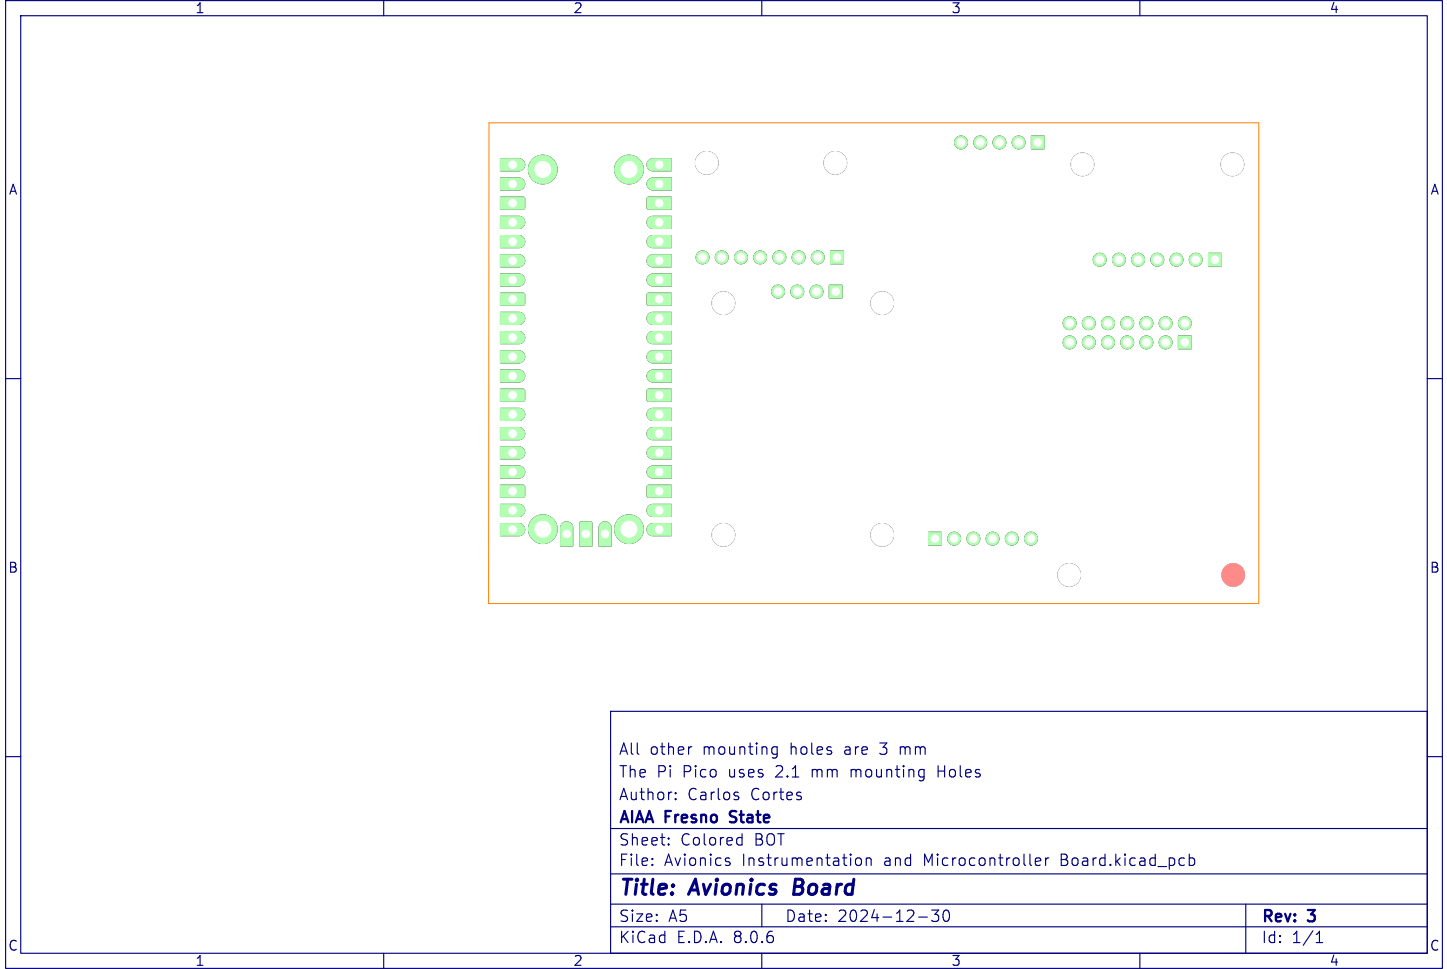 1 2 3 4
A A
B B
C C
All other mounting holes are 3 mm
The Pi Pico uses 2.1 mm mounting Holes
Author: Carlos Cortes
AIAA Fresno State
Sheet: Colored BOT
File: Avionics Instrumentation and Microcontroller Board.kicad_pcb
Title: Avionics Board
Size: A5 Date: 2024-12-30 Rev: 3
KiCad E.D.A. 8.0.6 Id: 1/1
1 2 3 4